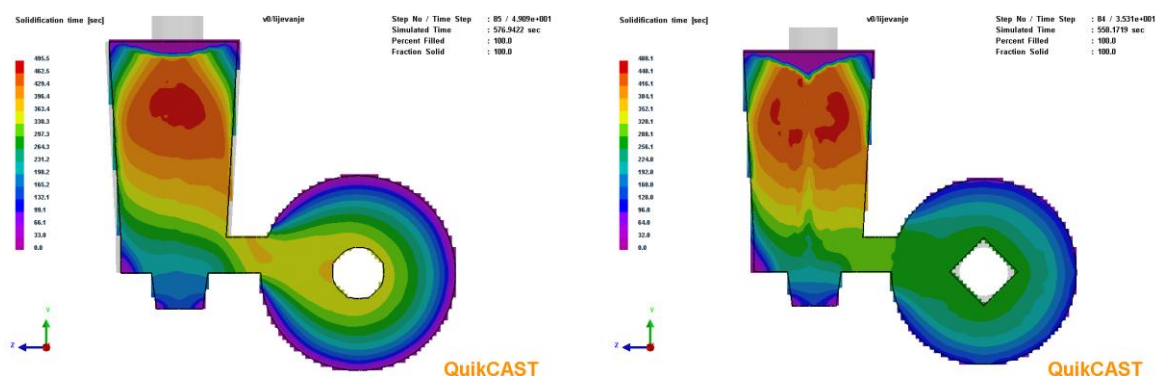 Solidification time [sec]
v0/lijevanje
Step No / Time Step : 85 / 4.909e+001
Simulated Time : 576.9422 sec
Percent Filled : 100.0
Fraction Solid : 100.0
495.5
462.5
429.4
396.4
363.4
330.3
297.3
264.3
231.2
198.2
165.2
132.1
99.1
66.1
33.0
0.0
Y
Z
QuikCAST
Solidification time [sec]
v0/lijevanje
Step No / Time Step : 84 / 3.531e+001
Simulated Time : 558.1719 sec
Percent Filled : 100.0
Fraction Solid : 100.0
480.1
448.1
416.1
384.1
352.1
320.1
288.1
256.1
224.0
192.0
160.0
128.0
96.0
64.0
32.0
0.0
Y
Z
QuikCAST